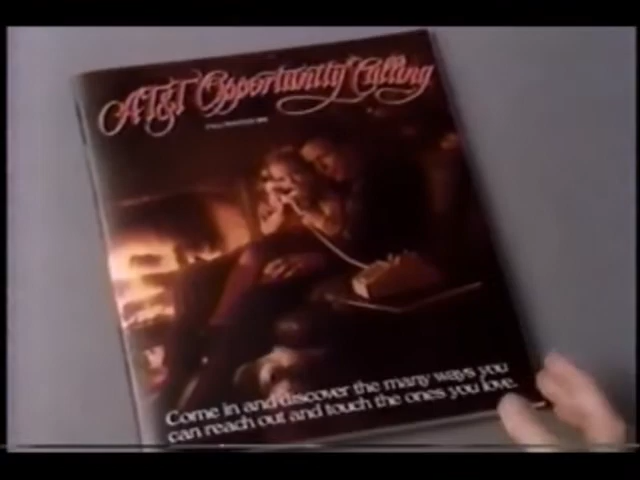 AT&T Opportunity Calling
Come in and discover the many ways you
can reach out and touch the ones you love.